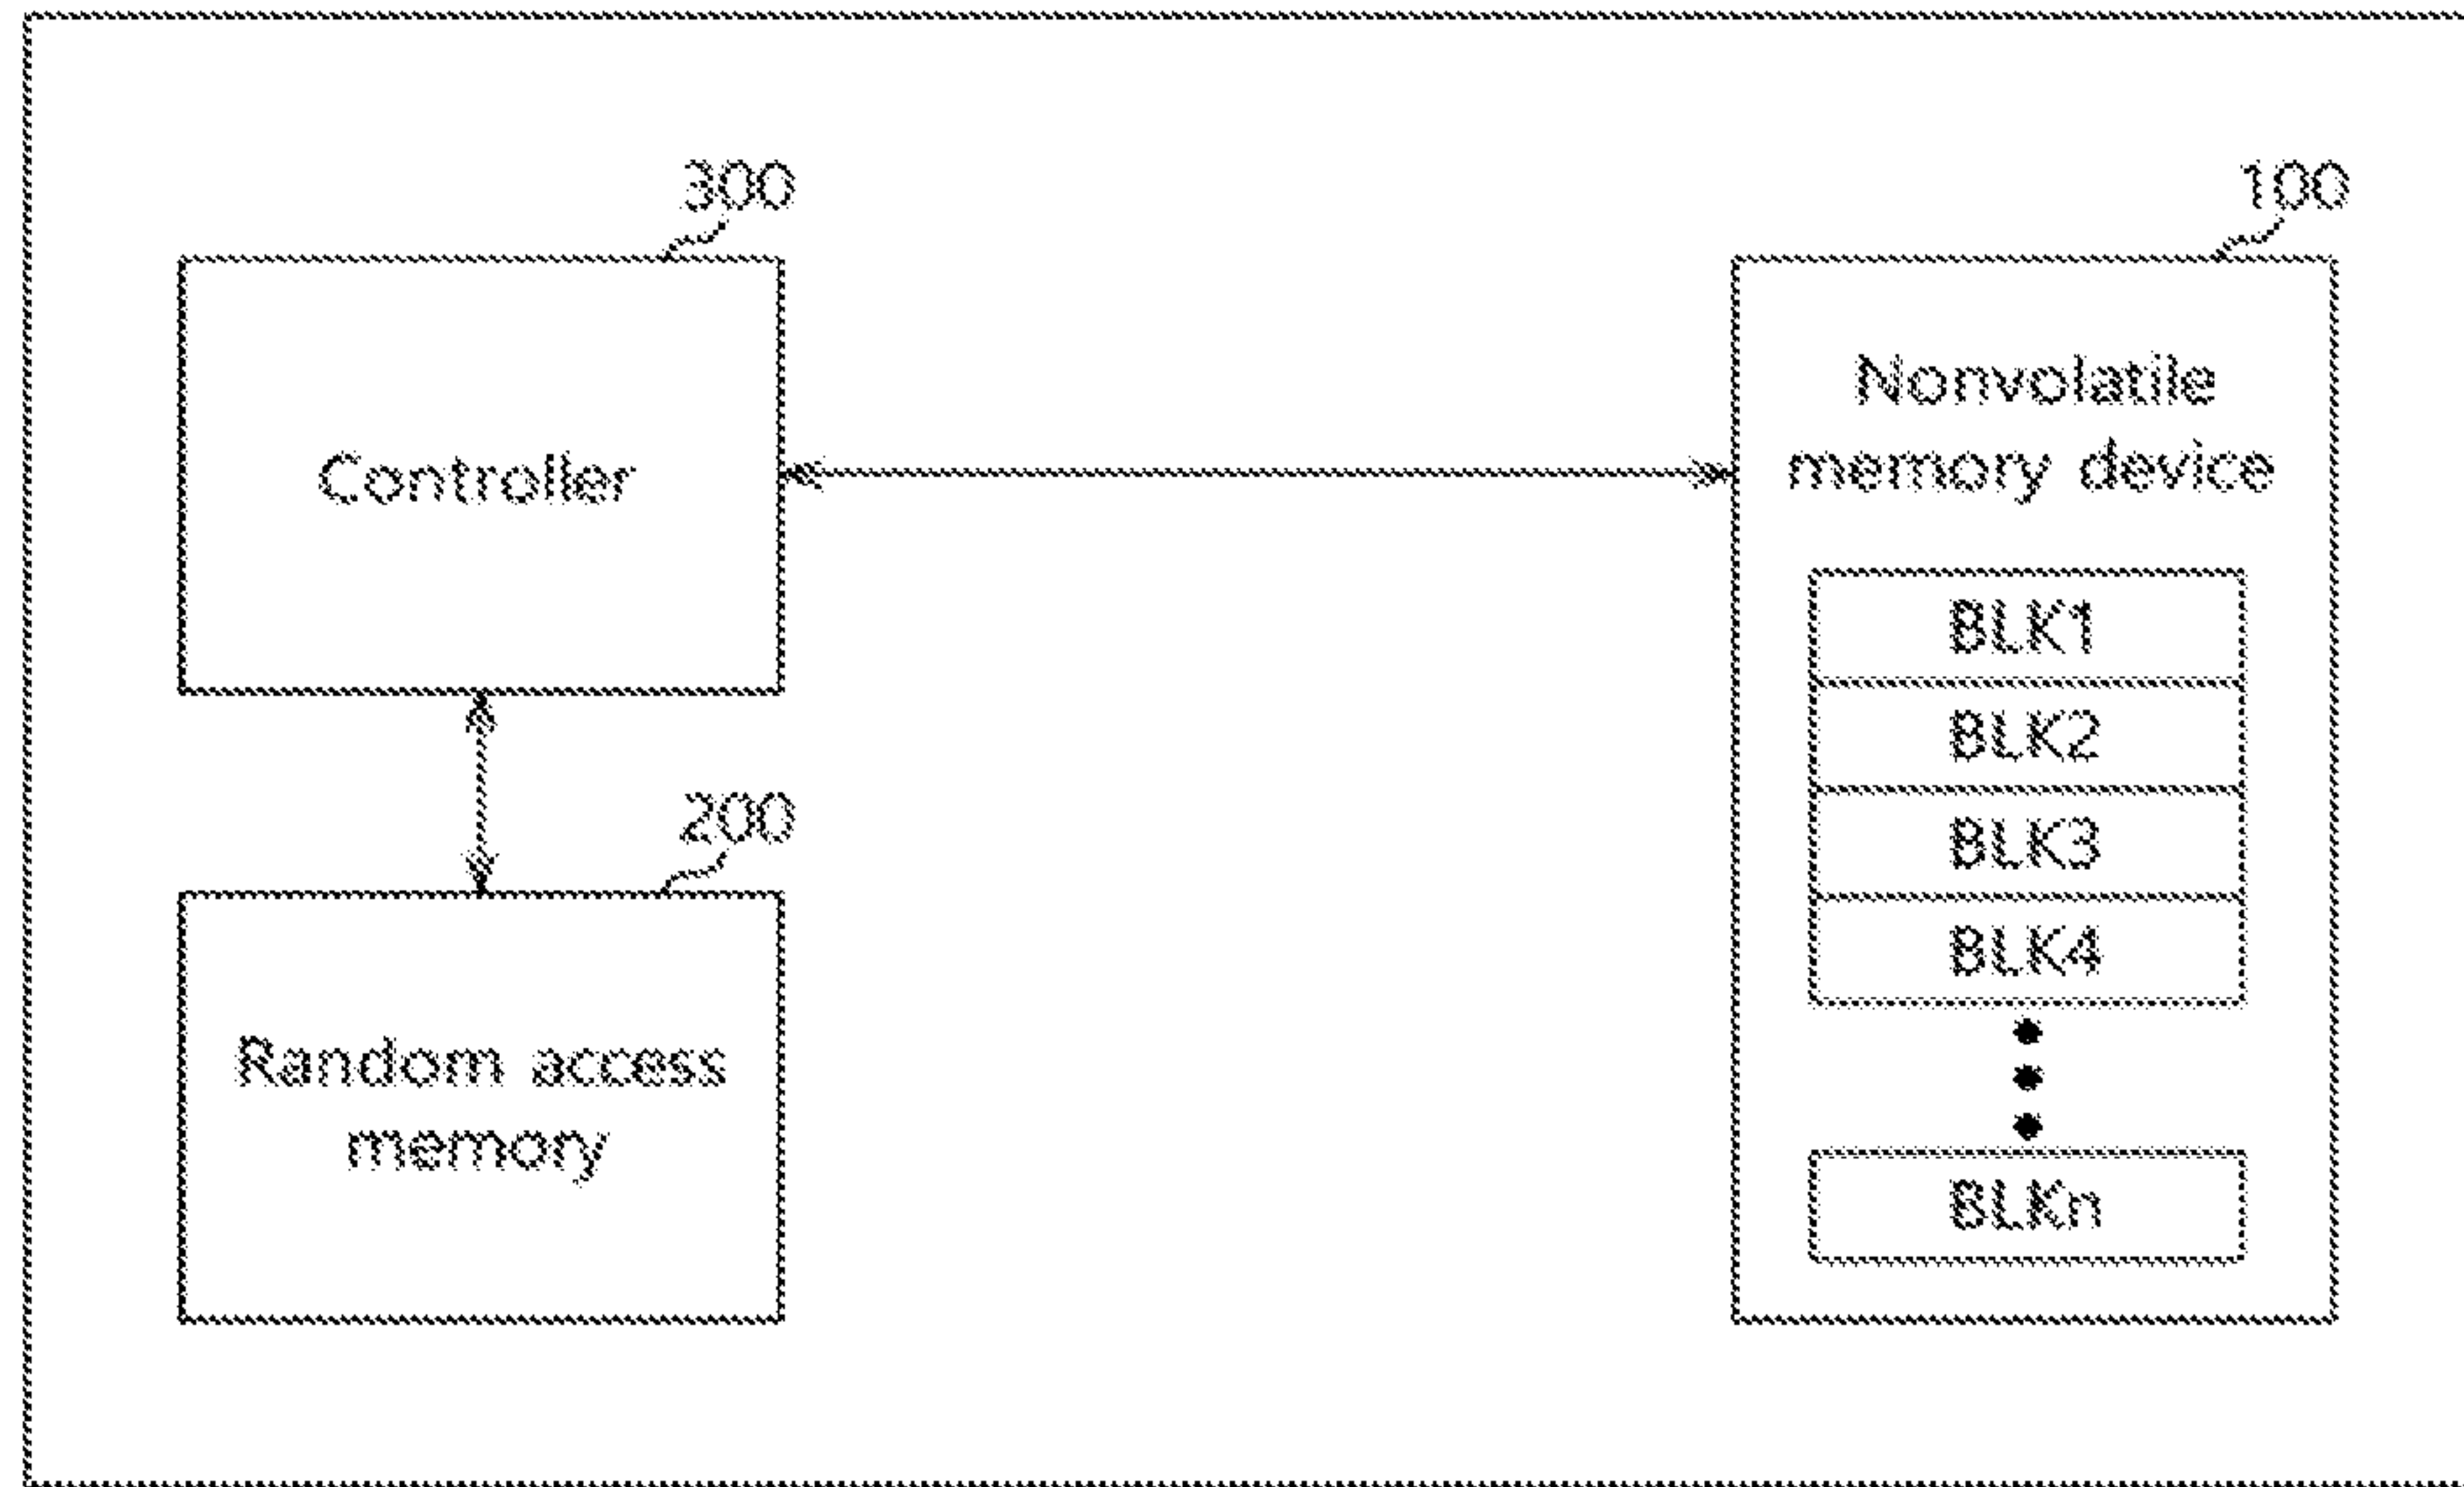 300
100
Controller
Nonvolatile
memory device
BLK1
BLK2
BLK3
BLK4
BLKn
200
Random access
memory